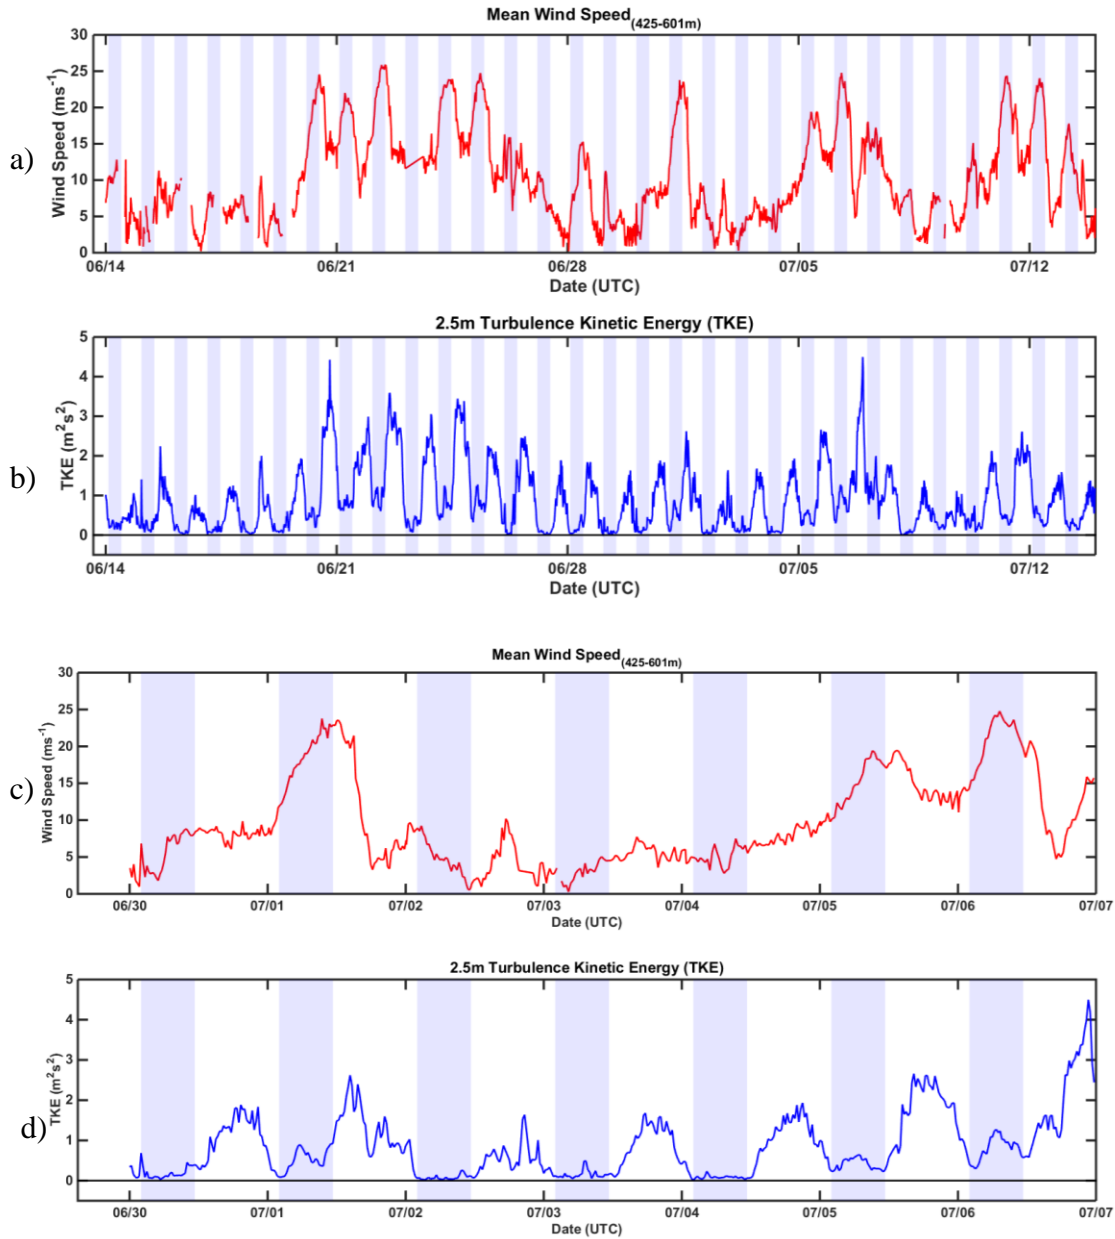 Mean Wind Speed(425-601m)
a)
Wind Speed (ms-1)
30
25
20
15
10
5
0
06/14 06/21 06/28 07/05 07/12
Date (UTC)
2.5m Turbulence Kinetic Energy (TKE)
b)
TKE (m2s2)
5
4
3
2
1
0
06/14 06/21 06/28 07/05 07/12
Date (UTC)
Mean Wind Speed(425-601m)
c)
Wind Speed (ms-1)
30
25
20
15
10
5
0
06/30 07/01 07/02 07/03 07/04 07/05 07/06 07/07
Date (UTC)
2.5m Turbulence Kinetic Energy (TKE)
d)
TKE (m2s2)
5
4
3
2
1
0
06/30 07/01 07/02 07/03 07/04 07/05 07/06 07/07
Date (UTC)